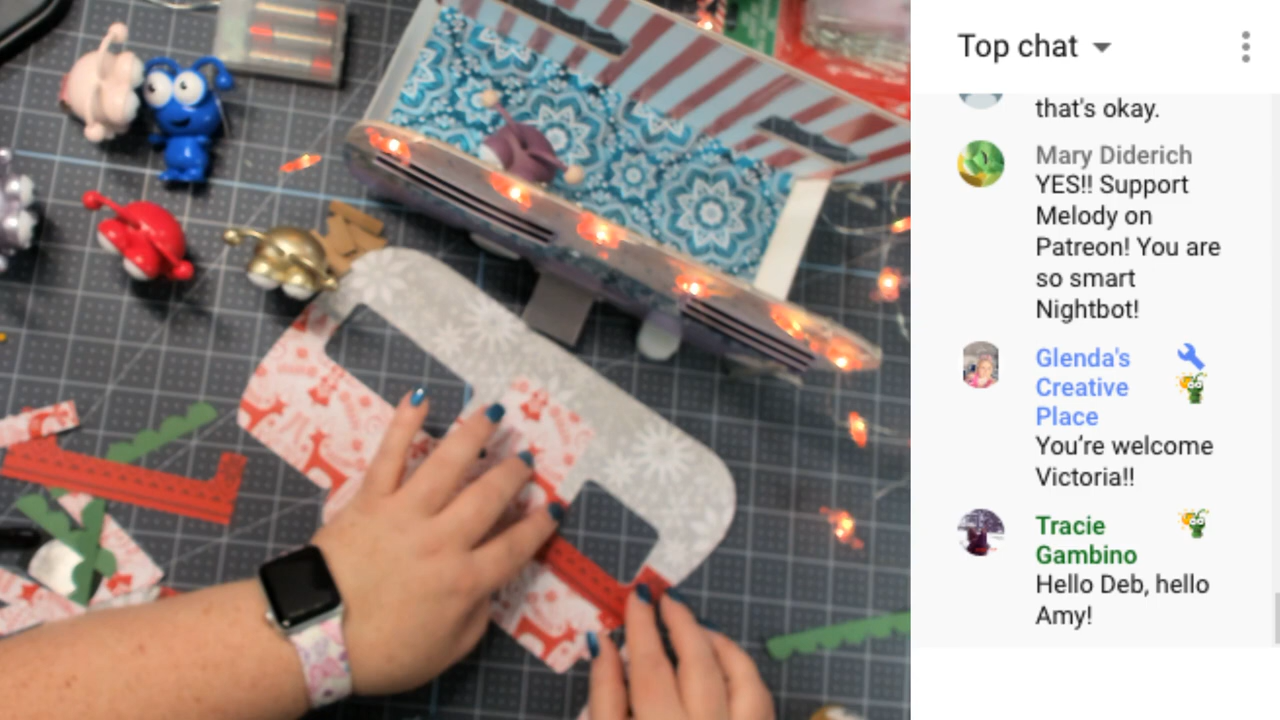 Top chat
that's okay.
Mary Diderich
YES!! Support
Melody on
Patreon! You are
so smart
Nightbot!
Glenda's
Creative
Place
You're welcome
Victoria!!
Tracie
Gambino
Hello Deb, hello
Amy!